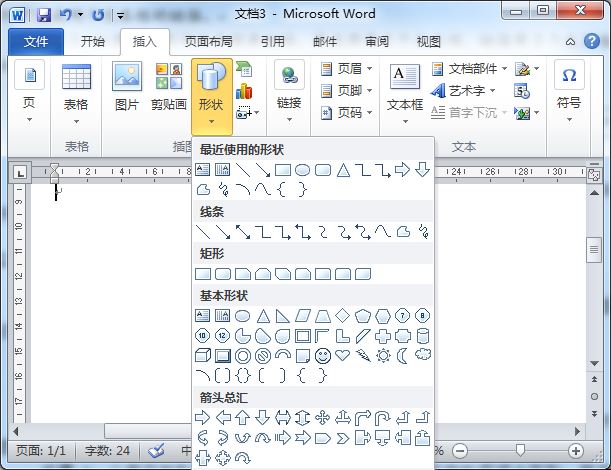 文档3 - Microsoft Word
文件 开始 插入 页面布局 引用 邮件 审阅 视图
页 表格 图片 剪贴画 形状 链接 页眉 页脚 页码 文本框 文档部件 艺术字 首字下沉 符号
表格 插图 文本
最近使用的形状
线条
矩形
基本形状
箭头总汇
页面: 1/1 字数: 24 中 %